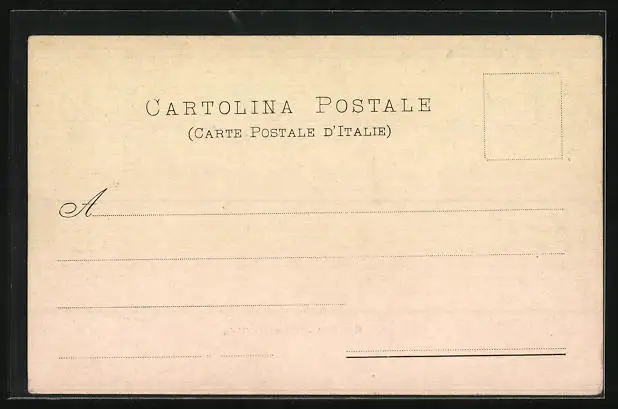 CARTOLINA POSTALE
(CARTE POSTALE D'ITALIE)
A